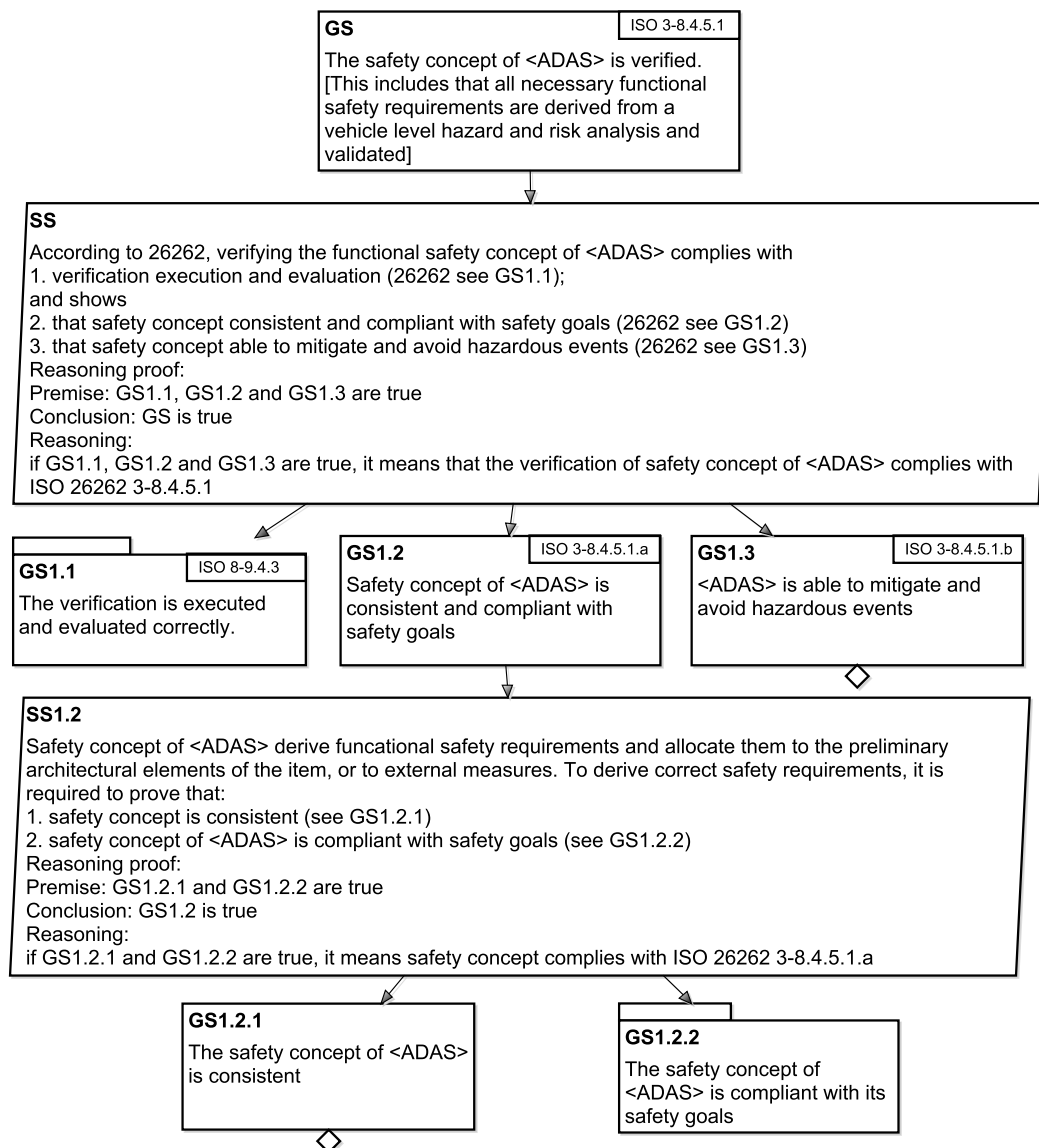 GS
ISO 3-8.4.5.1
The safety concept of <ADAS> is verified.
[This includes that all necessary functional
safety requirements are derived from a
vehicle level hazard and risk analysis and
validated]
SS
According to 26262, verifying the functional safety concept of <ADAS> complies with
1. verification execution and evaluation (26262 see GS1.1);
and shows
2. that safety concept consistent and compliant with safety goals (26262 see GS1.2)
3. that safety concept able to mitigate and avoid hazardous events (26262 see GS1.3)
Reasoning proof:
Premise: GS1.1, GS1.2 and GS1.3 are true
Conclusion: GS is true
Reasoning:
if GS1.1, GS1.2 and GS1.3 are true, it means that the verification of safety concept of <ADAS> complies with
ISO 26262 3-8.4.5.1
GS1.1
ISO 8-9.4.3
The verification is executed
and evaluated correctly.
GS1.2
ISO 3-8.4.5.1.a
Safety concept of <ADAS> is
consistent and compliant with
safety goals
GS1.3
ISO 3-8.4.5.1.b
<ADAS> is able to mitigate and
avoid hazardous events
SS1.2
Safety concept of <ADAS> derive funcational safety requirements and allocate them to the preliminary
architectural elements of the item, or to external measures. To derive correct safety requirements, it is
required to prove that:
1. safety concept is consistent (see GS1.2.1)
2. safety concept of <ADAS> is compliant with safety goals (see GS1.2.2)
Reasoning proof:
Premise: GS1.2.1 and GS1.2.2 are true
Conclusion: GS1.2 is true
Reasoning:
if GS1.2.1 and GS1.2.2 are true, it means safety concept complies with ISO 26262 3-8.4.5.1.a
GS1.2.1
The safety concept of <ADAS>
is consistent
GS1.2.2
The safety concept of
<ADAS> is compliant with its
safety goals